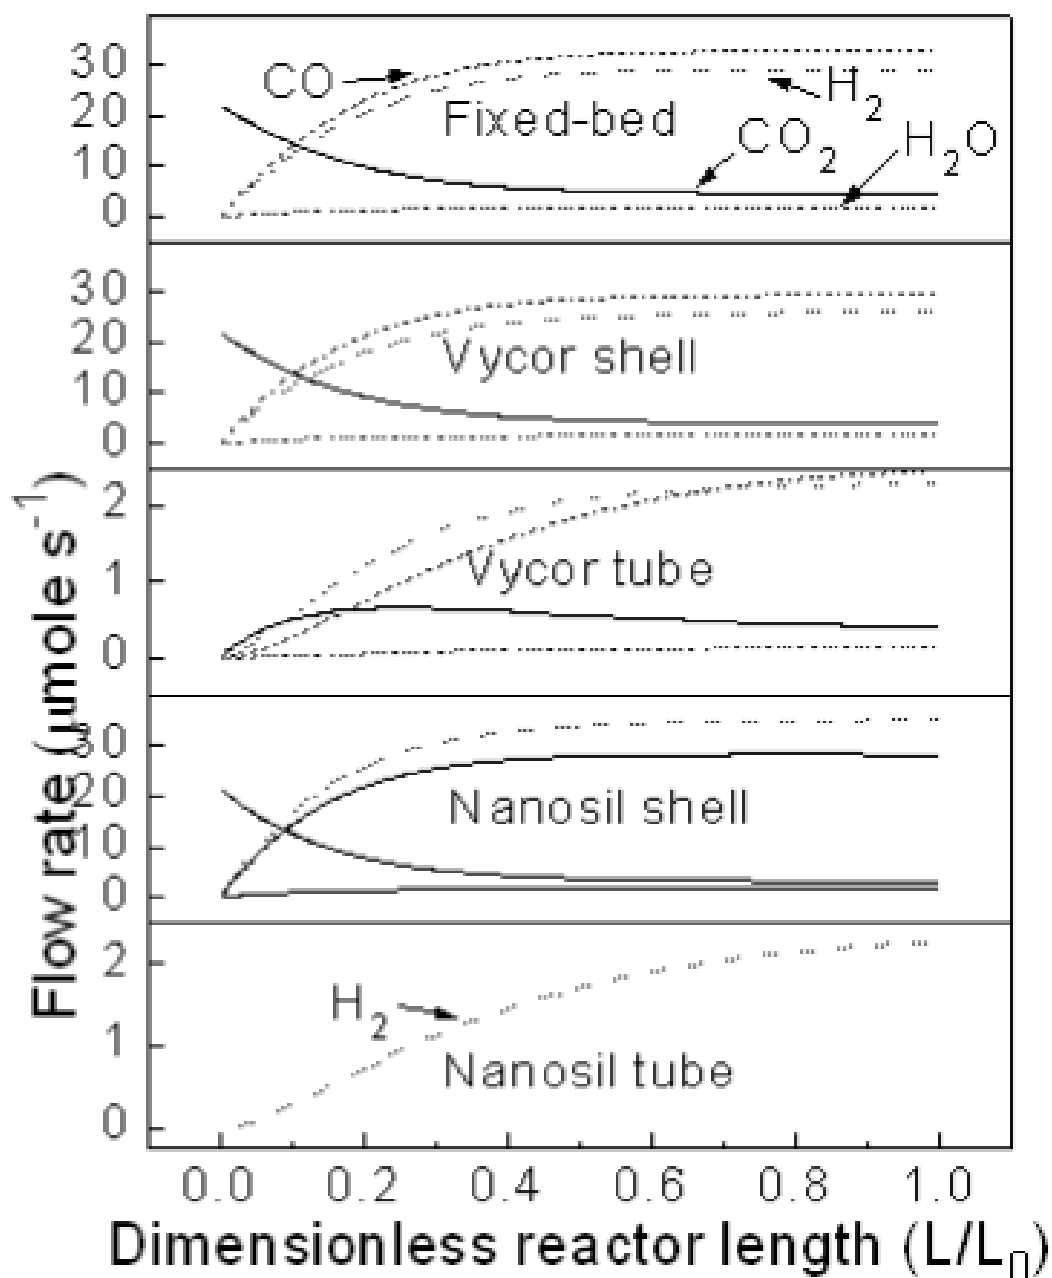 30
20
10
0
CO
H2
Fixed-bed
CO2
H2O
30
20
10
0
Vycor shell
2
1
0
Vycor tube
30
20
10
0
Nanosil shell
2
1
0
H2
Nanosil tube
0.0 0.2 0.4 0.6 0.8 1.0
Dimensionless reactor length (L/L0)
Flow rate (μmole s-1)